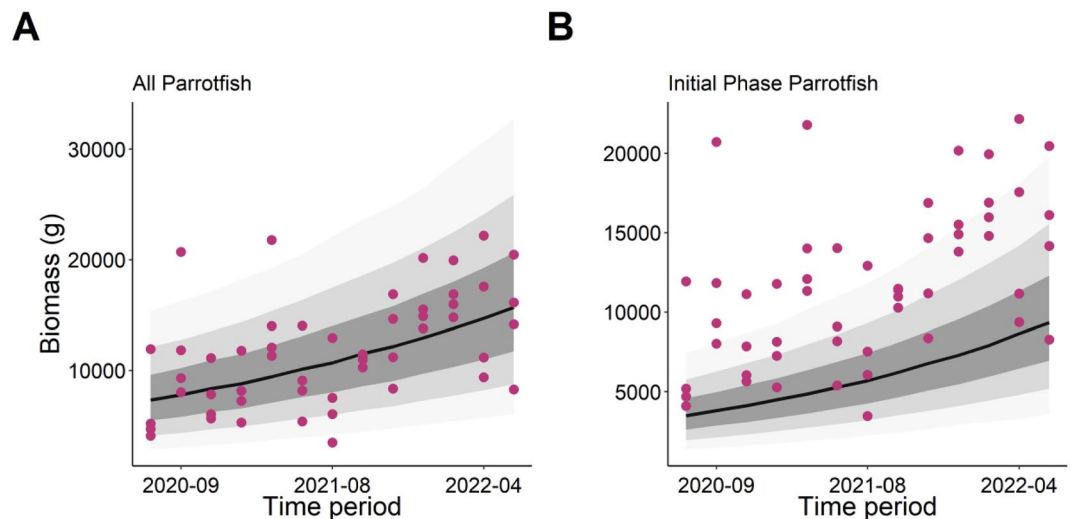 A
B
All Parrotfish
Initial Phase Parrotfish
Biomass (g)
30000
20000
10000
20000
15000
10000
5000
2020-09
2021-08
2022-04
2020-09
2021-08
2022-04
Time period
Time period